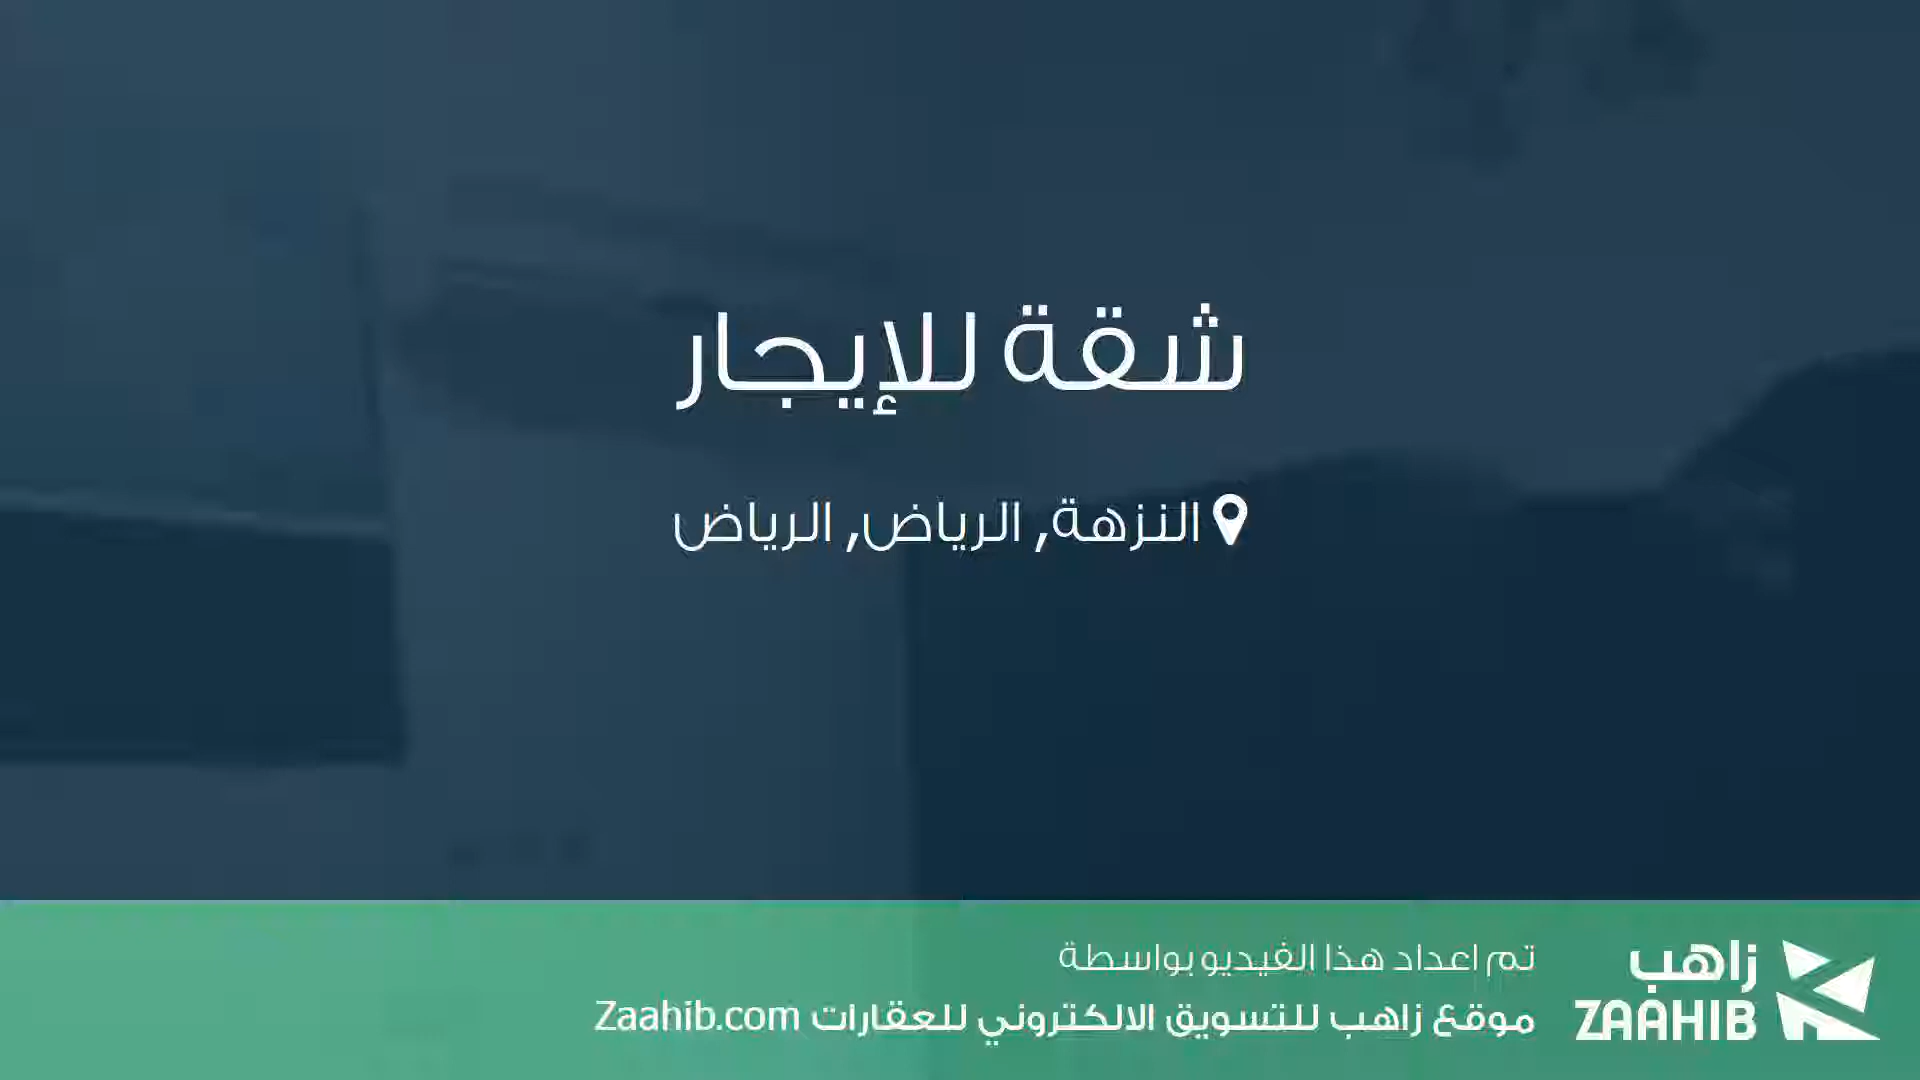 شقة للإيجار
النزهة, الرياض, الرياض
تم اعداد هذا الفيديو بواسطة
موقع زاهب للتسويق الالكتروني للعقارات Zaahib.com
زاهب
ZAAHIB